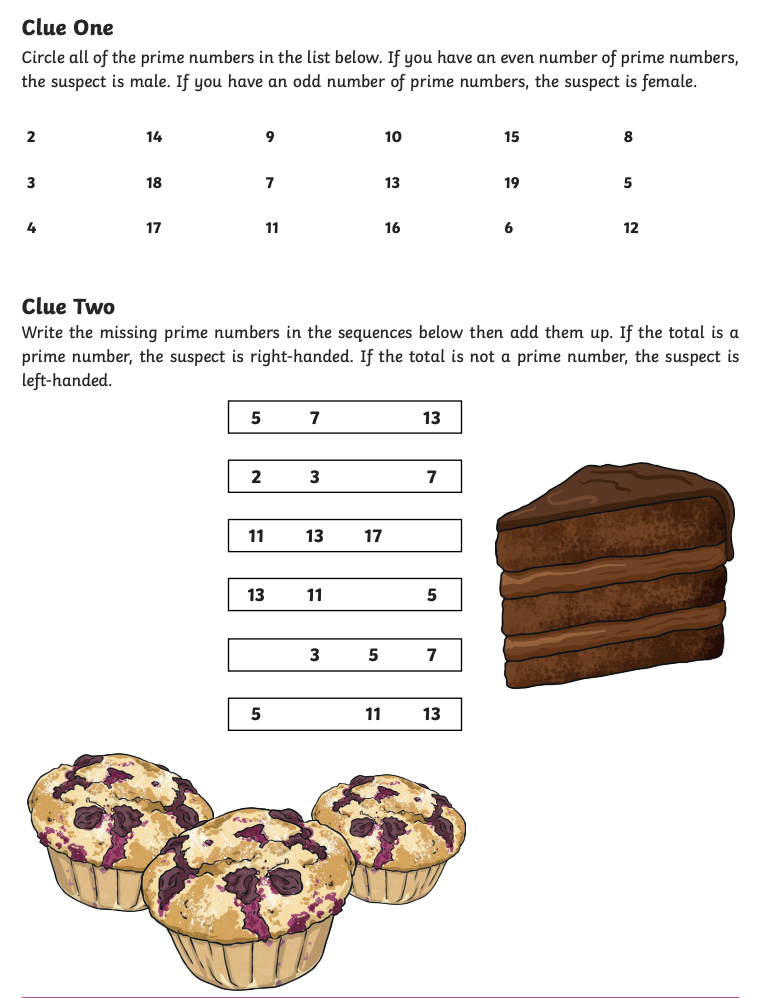 Clue One
Circle all of the prime numbers in the list below. If you have an even number of prime numbers,
the suspect is male. If you have an odd number of prime numbers, the suspect is female.
2 14 9 10 15 8
3 18 7 13 19 5
4 17 11 16 6 12
Clue Two
Write the missing prime numbers in the sequences below then add them up. If the total is a
prime number, the suspect is right-handed. If the total is not a prime number, the suspect is
left-handed.
5 7 13
2 3 7
11 13 17
13 11 5
3 5 7
5 11 13